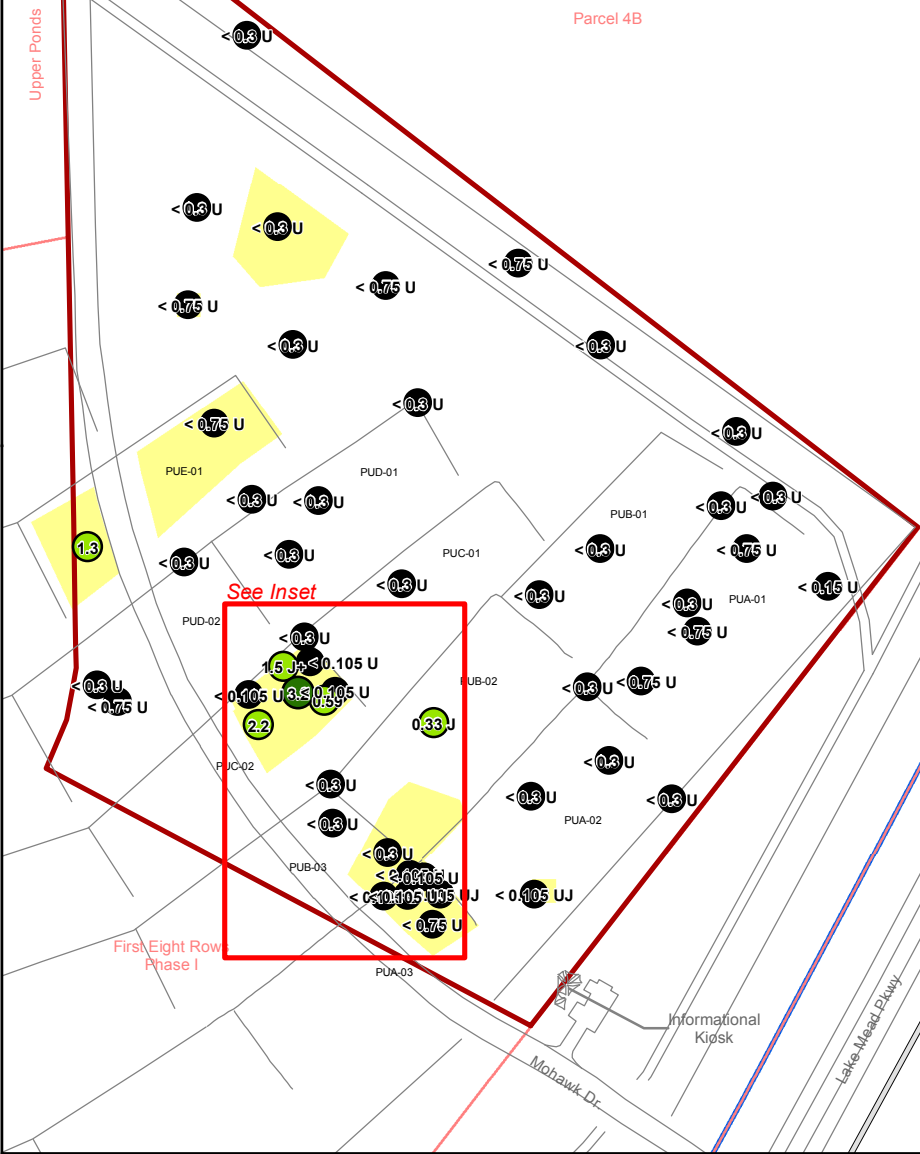 Parcel 4B
Upper Ponds
< 0.3 U
< 0.3 U
< 0.3 U
< 0.75 U
< 0.75 U
< 0.75 U
< 0.3 U
< 0.3 U
< 0.3 U
< 0.75 U
< 0.3 U
PUE-01
PUD-01
< 0.3 U
< 0.3 U
< 0.3 U
< 0.3 U
PUB-01
1.3
< 0.3 U
< 0.3 U
PUC-01
< 0.3 U
< 0.75 U
< 0.3 U
See Inset
< 0.3 U
< 0.15 U
< 0.3 U
PUA-01
PUD-02
< 0.3 U
< 0.75 U
1.5 J+
< 0.105 U
< 0.3 U
< 0.75 U
< 0.105 U
< 0.105 U
0.59
PUB-02
< 0.3 U
< 0.75 U
2.2
0.33 J
PUC-02
< 0.3 U
< 0.3 U
< 0.3 U
< 0.3 U
< 0.3 U
PUA-02
< 0.3 U
PUB-03
< 0.105 U
< 0.105 UJ
< 0.75 U
First Eight Rows
Phase I
PUA-03
Informational
Kiosk
Mohawk Dr
Lake Mead Pkwy